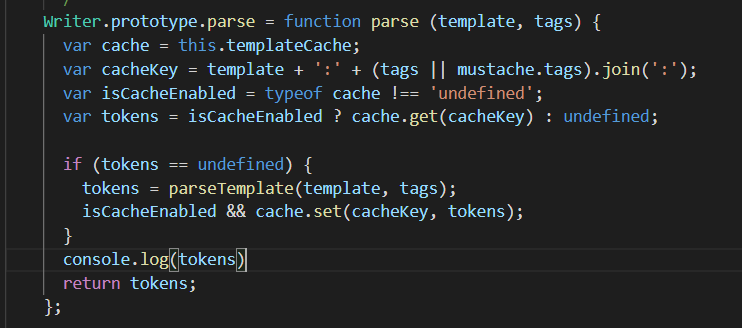 Writer.prototype.parse = function parse (template, tags) {
  var cache = this.templateCache;
  var cacheKey = template + ':' + (tags || mustache.tags).join(':');
  var isCacheEnabled = typeof cache !== 'undefined';
  var tokens = isCacheEnabled ? cache.get(cacheKey) : undefined;

  if (tokens == undefined) {
    tokens = parseTemplate(template, tags);
    isCacheEnabled && cache.set(cacheKey, tokens);
  }
  console.log(tokens)
  return tokens;
};